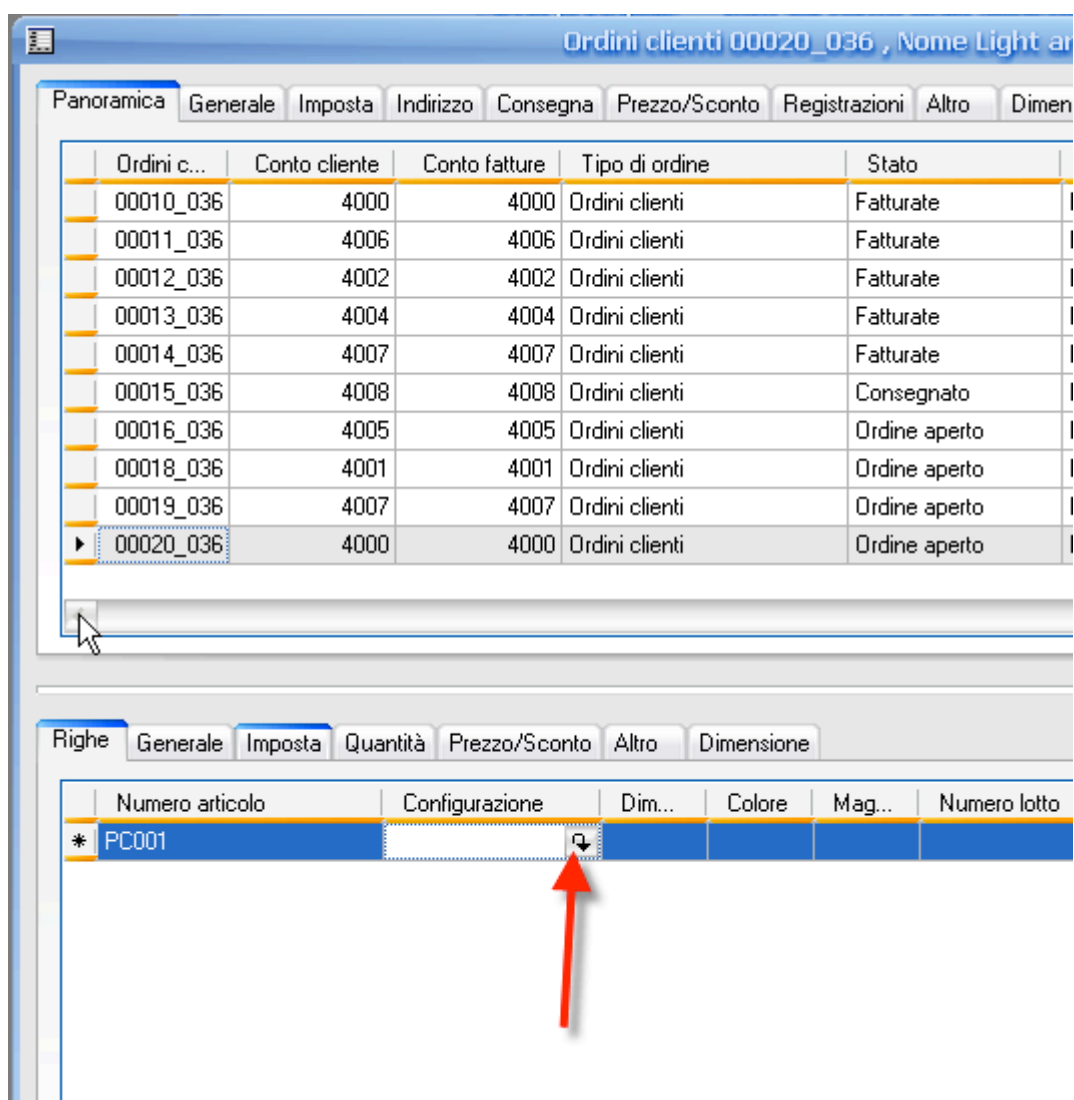 Ordini clienti 00020_036 , Nome Light
Panoramica Generale Imposta Indirizzo Consegna Prezzo/Sconto Registrazioni Altro
Ordini c... Conto cliente Conto fatture Tipo di ordine Stato
00010_036 4000 4000 Ordini clienti Fatturate
00011_036 4006 4006 Ordini clienti Fatturate
00012_036 4002 4002 Ordini clienti Fatturate
00013_036 4004 4004 Ordini clienti Fatturate
00014_036 4007 4007 Ordini clienti Fatturate
00015_036 4008 4008 Ordini clienti Consegnato
00016_036 4005 4005 Ordini clienti Ordine aperto
00018_036 4001 4001 Ordini clienti Ordine aperto
00019_036 4007 4007 Ordini clienti Ordine aperto
00020_036 4000 4000 Ordini clienti Ordine aperto
Righe Generale Imposta Quantità Prezzo/Sconto Altro Dimensione
Numero articolo Configurazione Dim... Colore Mag... Numero lotto
* PC001